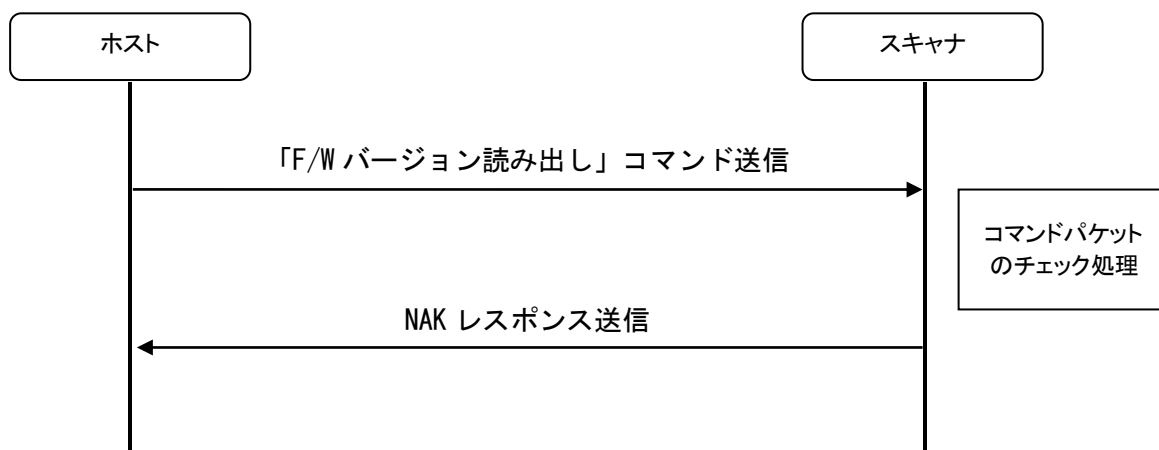 ホスト
スキャナ
「F/W バージョン読み出し」コマンド送信
コマンドパケット
のチェック処理
NAK レスポンス送信